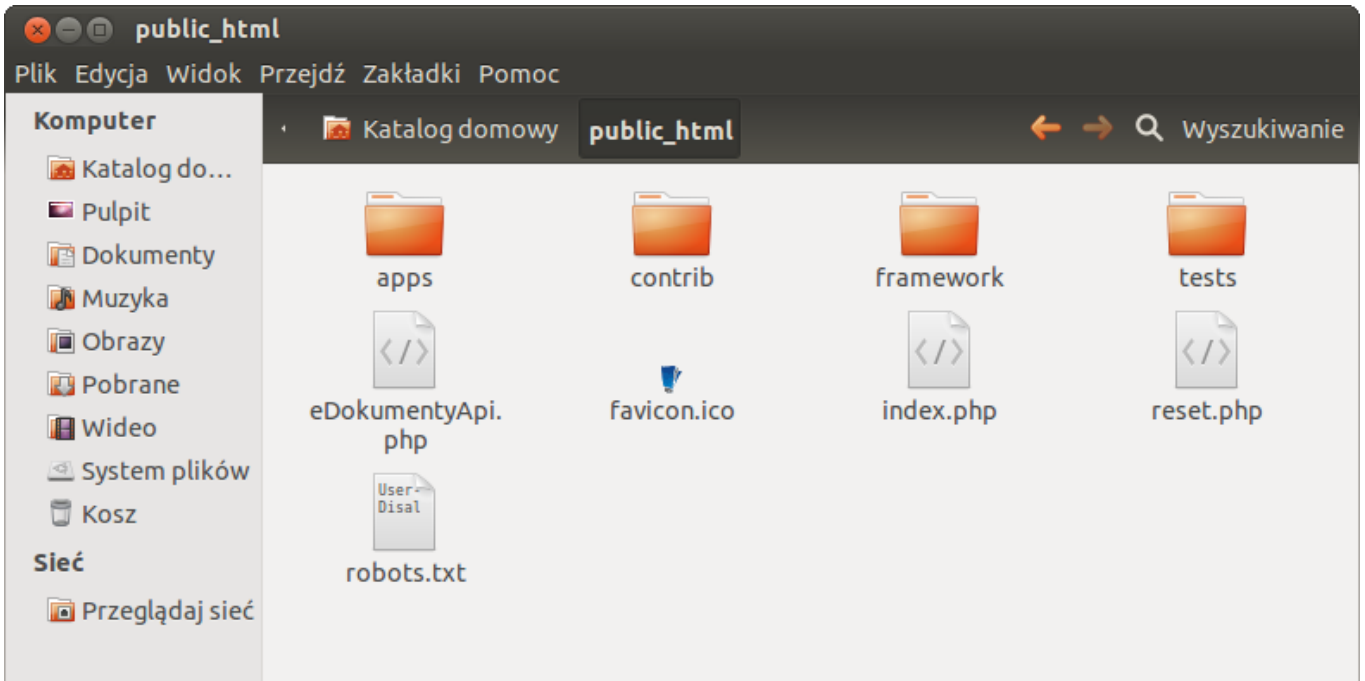 public_html
Plik Edycja Widok Przejdź Zakładki Pomoc
Komputer
Katalog do...
Pulpit
Dokumenty
Muzyka
Obrazy
Pobrane
Wideo
System plików
Kosz
Sieć
Przeglądaj sieć
Katalog domowy public_html Wyszukiwanie
apps contrib framework tests
eDokumentyApi.
php
favicon.ico index.php reset.php
User-
Disal
robots.txt